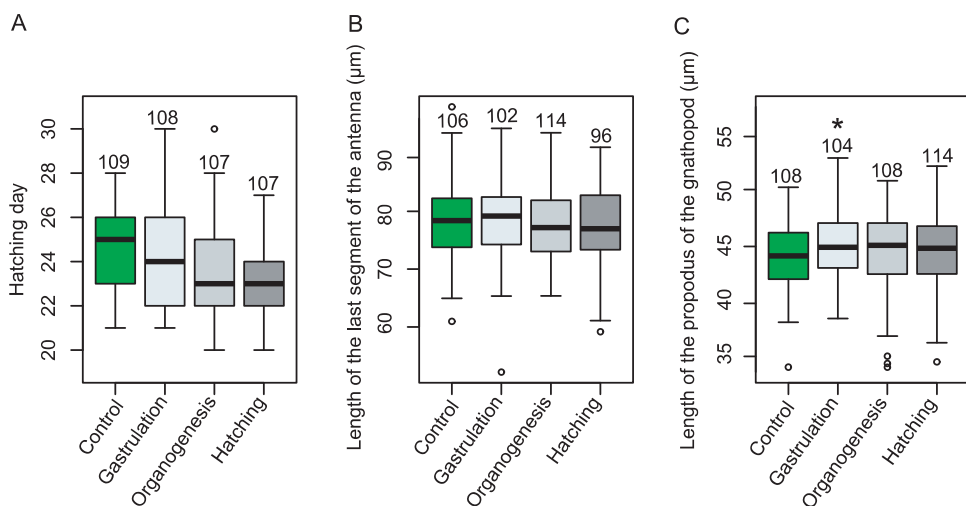 A
Hatching day
30
28
26
24
22
20
109
108
107
107
Control
Gastrulation
Organogenesis
Hatching
B
Length of the last segment of the antenna (µm)
90
80
70
60
106
102
114
96
Control
Gastrulation
Organogenesis
Hatching
C
Length of the propodus of the gnathopod (µm)
55
50
45
40
35
108
*
104
108
114
Control
Gastrulation
Organogenesis
Hatching